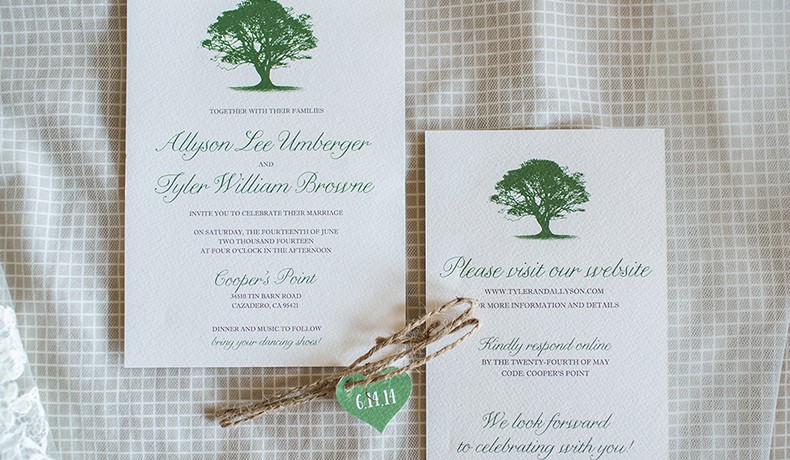 TOGETHER WITH THEIR FAMILIES
Allyson Lee Umberger
AND
Tyler William Browne
INVITE YOU TO CELEBRATE THEIR MARRIAGE
ON SATURDAY, THE FOURTEENTH OF JUNE
TWO THOUSAND FOURTEEN
AT FOUR O'CLOCK IN THE AFTERNOON
Cooper's Point
34510 TIN BARN ROAD
CAZADERO, CA 95421
DINNER AND MUSIC TO FOLLOW
bring your dancing shoes!
6.14.14
Please visit our website
WWW.TYLERANDALLYSON.COM
FOR MORE INFORMATION AND DETAILS
Kindly respond online
BY THE TWENTY-FOURTH OF MAY
CODE: COOPER'S POINT
We look forward
to celebrating with you!